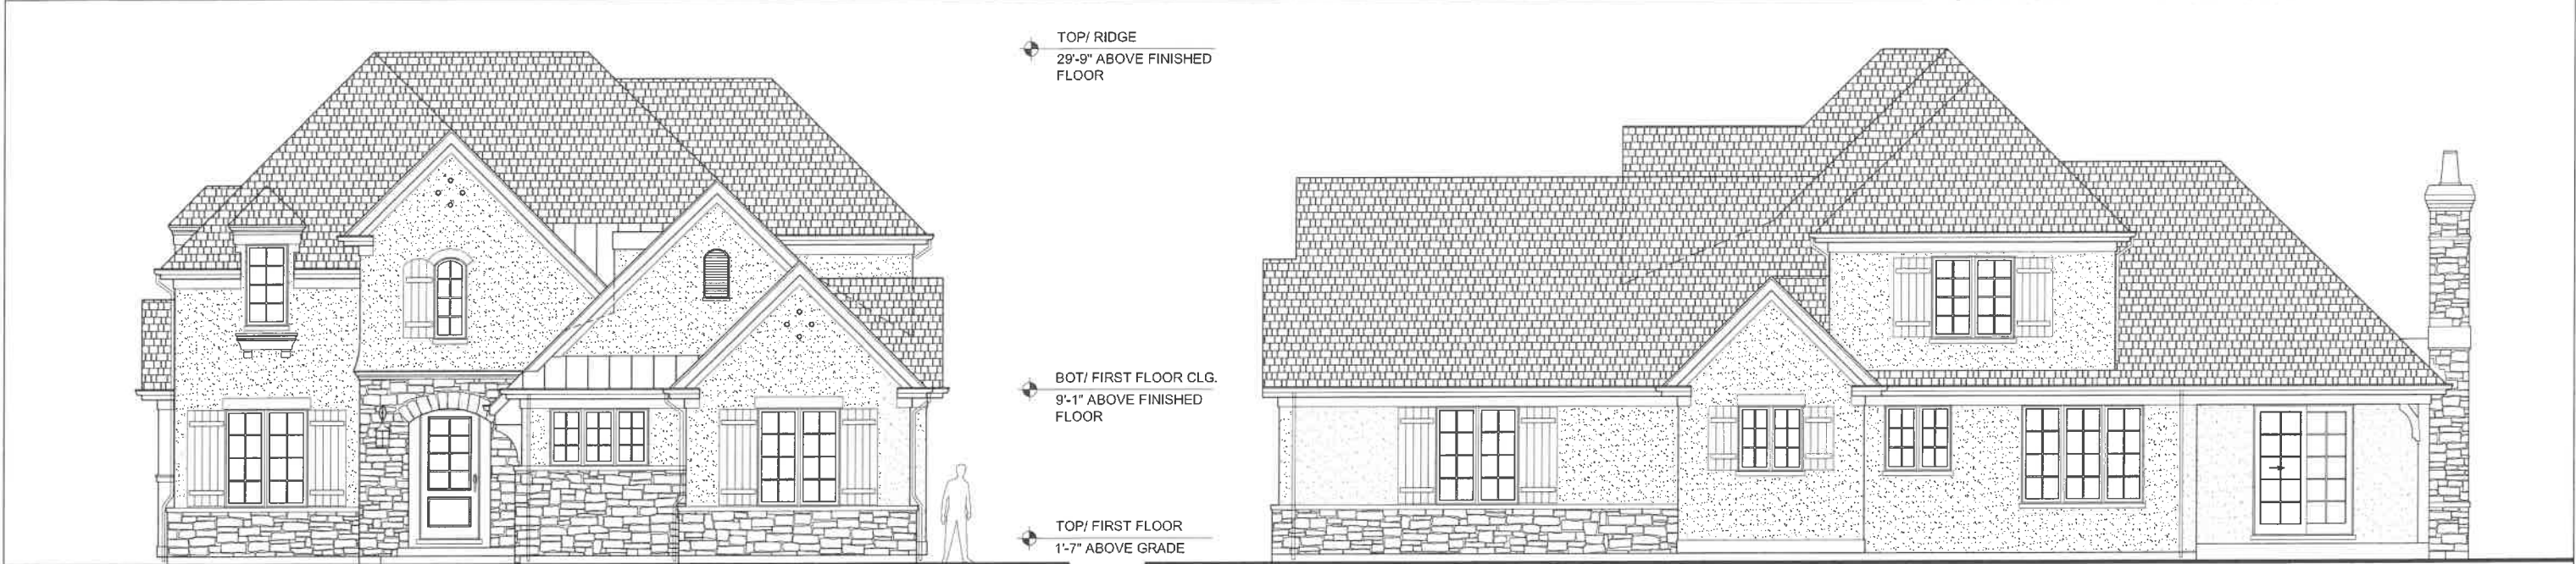 TOP/ RIDGE
29'-9" ABOVE FINISHED
FLOOR
BOT/ FIRST FLOOR CLG.
9'-1" ABOVE FINISHED
FLOOR
TOP/ FIRST FLOOR
1'-7" ABOVE GRADE